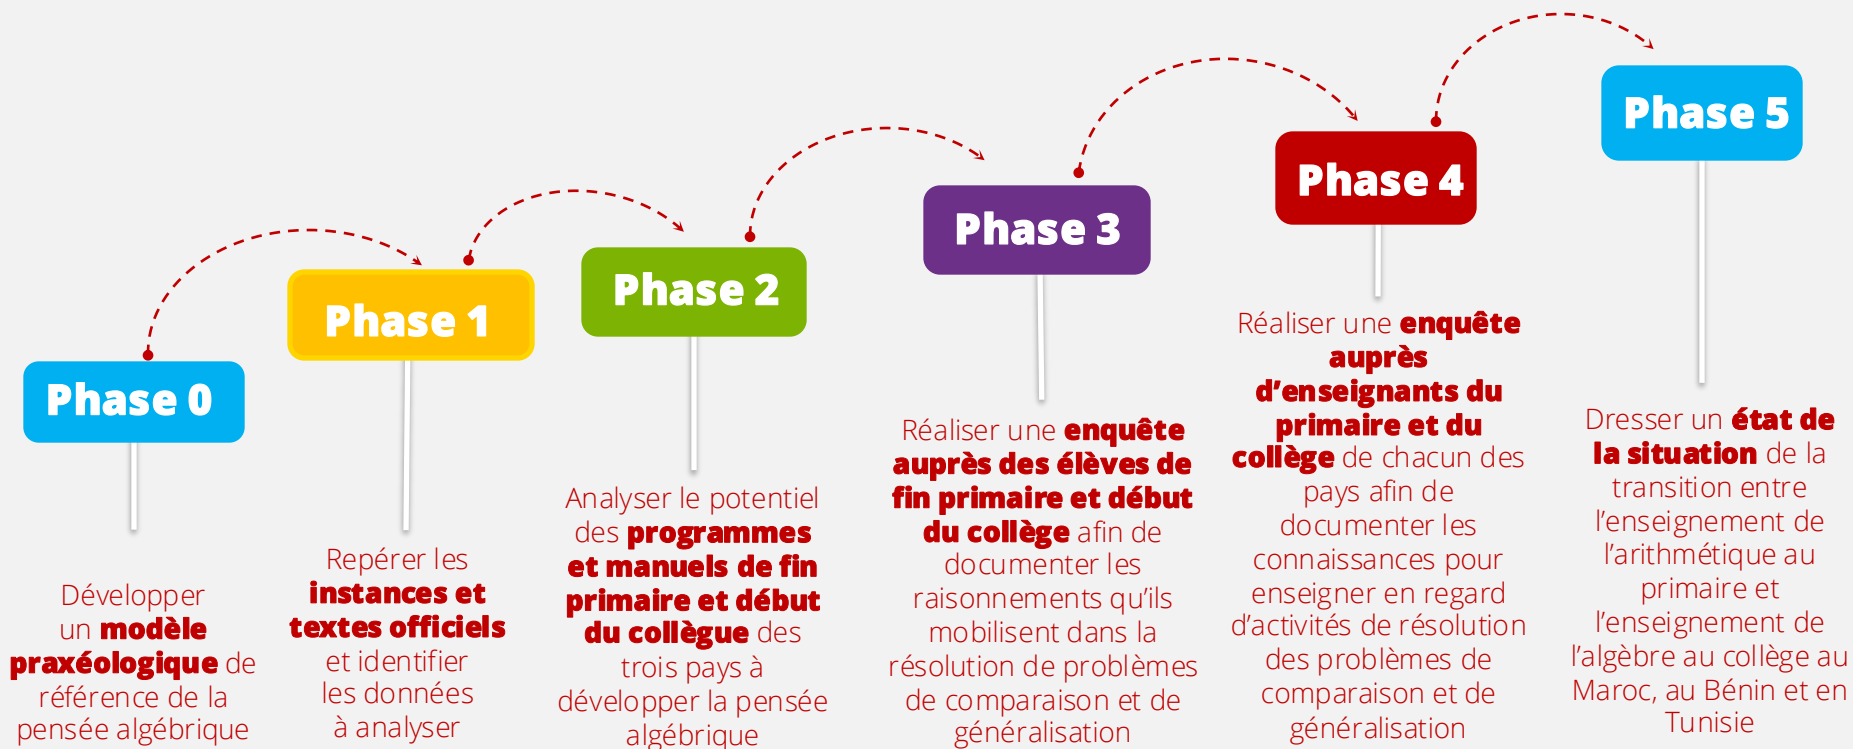 Phase 0
Développer
un modèle
praxéologique de
référence de la
pensée algébrique
Phase 1
Repérer les
instances et
textes officiels
et identifier
les données
à analyser
Phase 2
Analyser le potentiel
des programmes
et manuels de fin
primaire et début
du collègue des
trois pays à
développer la pensée
algébrique
Phase 3
Réaliser une enquête
auprès des élèves de
fin primaire et début
du collège afin de
documenter les
raisonnements qu’ils
mobilisent dans la
résolution de problèmes
de comparaison et de
généralisation
Phase 4
Réaliser une enquête
auprès
d’enseignants du
primaire et du
collège de chacun des
pays afin de
documenter les
connaissances pour
enseigner en regard
d’activités de résolution
des problèmes de
comparaison et de
généralisation
Phase 5
Dresser un état de
la situation de la
transition entre
l’enseignement de
l’arithmétique au
primaire et
l’enseignement de
l’algèbre au collège au
Maroc, au Bénin et en
Tunisie